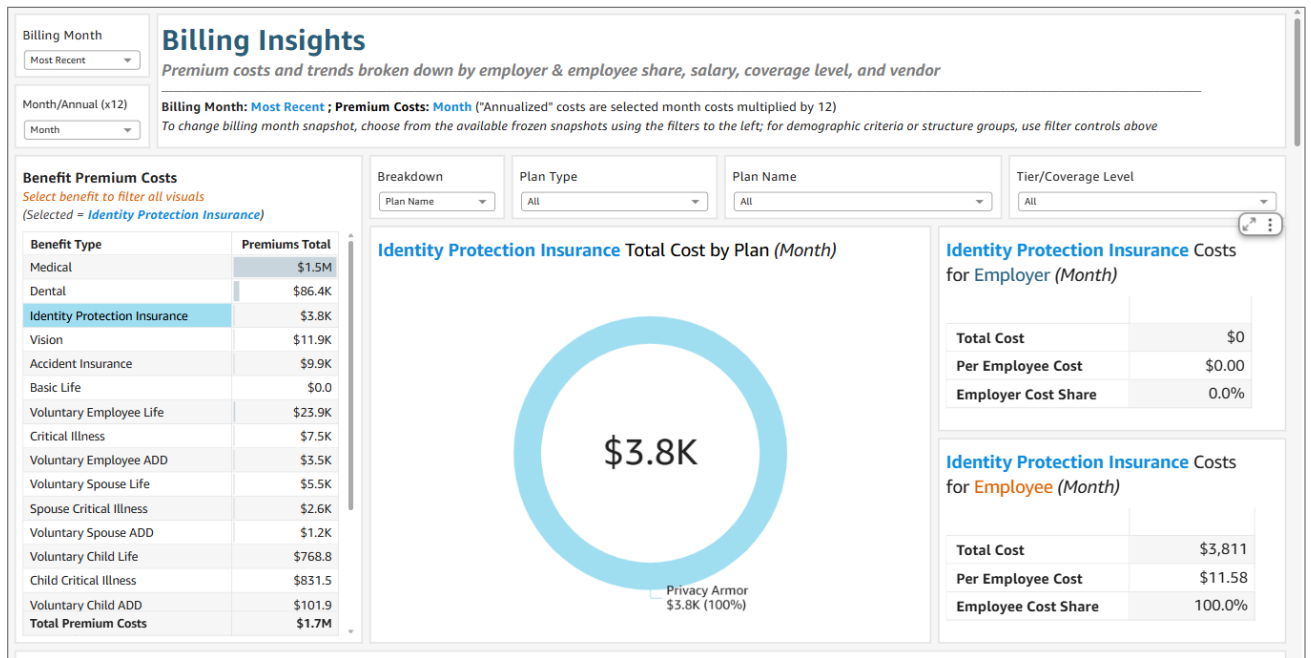 Billing Month
Most Recent
Month/Annual (x12)
Month
Billing Insights
Premium costs and trends broken down by employer & employee share, salary, coverage level, and vendor
Billing Month: Most Recent ; Premium Costs: Month ("Annualized" costs are selected month costs multiplied by 12)
To change billing month snapshot, choose from the available frozen snapshots using the filters to the left; for demographic criteria or structure groups, use filter controls above
Benefit Premium Costs
Select benefit to filter all visuals
(Selected = Identity Protection Insurance)
Benefit Type Premiums Total
Medical $1.5M
Dental $86.4K
Identity Protection Insurance $3.8K
Vision $11.9K
Accident Insurance $9.9K
Basic Life $0.0
Voluntary Employee Life $23.9K
Critical Illness $7.5K
Voluntary Employee ADD $3.5K
Voluntary Spouse Life $5.5K
Spouse Critical Illness $2.6K
Voluntary Spouse ADD $1.2K
Voluntary Child Life $768.8
Child Critical Illness $831.5
Voluntary Child ADD $101.9
Total Premium Costs $1.7M
Breakdown
Plan Name
Plan Type
All
Plan Name
All
Tier/Coverage Level
All
Identity Protection Insurance Total Cost by Plan (Month)
$3.8K
Privacy Armor
$3.8K (100%)
Identity Protection Insurance Costs
for Employer (Month)
Total Cost $0
Per Employee Cost $0.00
Employer Cost Share 0.0%
Identity Protection Insurance Costs
for Employee (Month)
Total Cost $3,811
Per Employee Cost $11.58
Employee Cost Share 100.0%